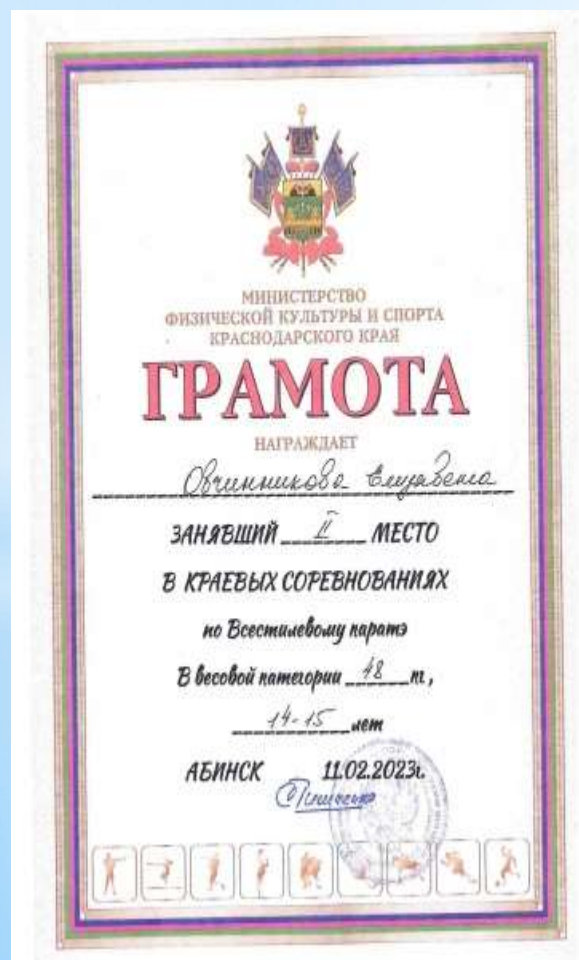 МИНИСТЕРСТВО
ФИЗИЧЕСКОЙ КУЛЬТУРЫ И СПОРТА
КРАСНОДАРСКОГО КРАЯ
ГРАМОТА
НАГРАЖДАЕТ
Овчинникова Елизавета
ЗАНЯВШИЙ II МЕСТО
В КРАЕВЫХ СОРЕВНОВАНИЯХ
по Всестилевому каратэ
В весовой категории 48 кг,
14-15 лет
АБИНСК 11.02.2023г.